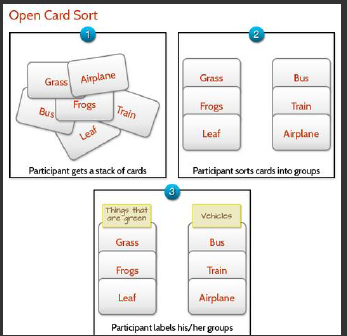 Open Card Sort
1
Grass
Airplane
Bus
Frogs
Train
Leaf
Participant gets a stack of cards
2
Grass
Bus
Frogs
Train
Leaf
Airplane
Participant sorts cards into groups
3
Things that
are green
Vehicles
Grass
Bus
Frogs
Train
Leaf
Airplane
Participant labels his/her groups